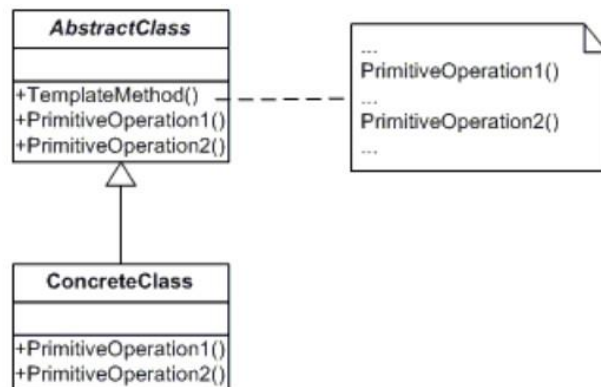 AbstractClass
+TemplateMethod()
+PrimitiveOperation1()
+PrimitiveOperation2()
...
PrimitiveOperation1()
...
PrimitiveOperation2()
...
ConcreteClass
+PrimitiveOperation1()
+PrimitiveOperation2()